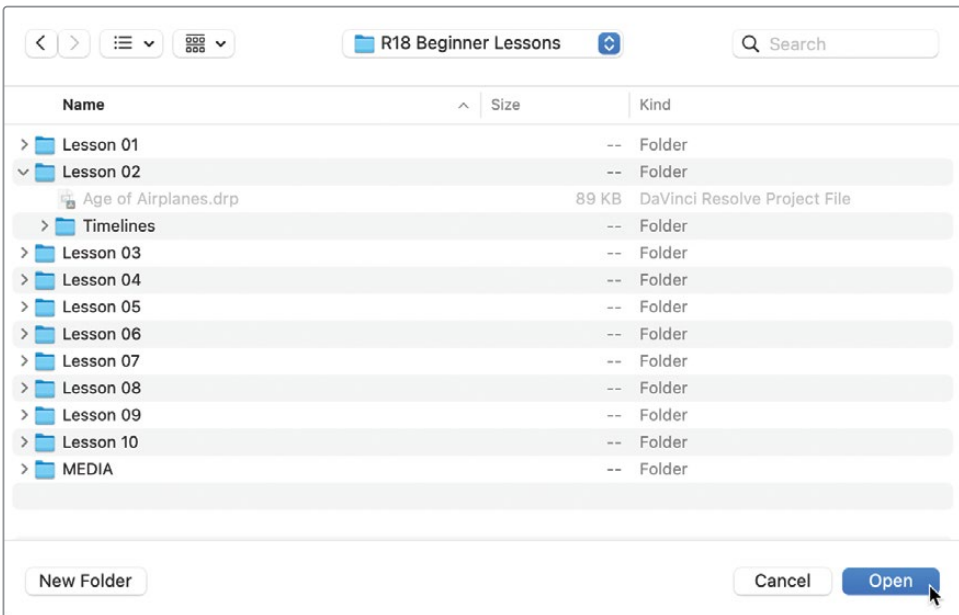 R18 Beginner Lessons
Search
Name Size Kind
Lesson 01 -- Folder
Lesson 02 -- Folder
Age of Airplanes.drp 89 KB DaVinci Resolve Project File
Timelines -- Folder
Lesson 03 -- Folder
Lesson 04 -- Folder
Lesson 05 -- Folder
Lesson 06 -- Folder
Lesson 07 -- Folder
Lesson 08 -- Folder
Lesson 09 -- Folder
Lesson 10 -- Folder
MEDIA -- Folder
New Folder Cancel Open